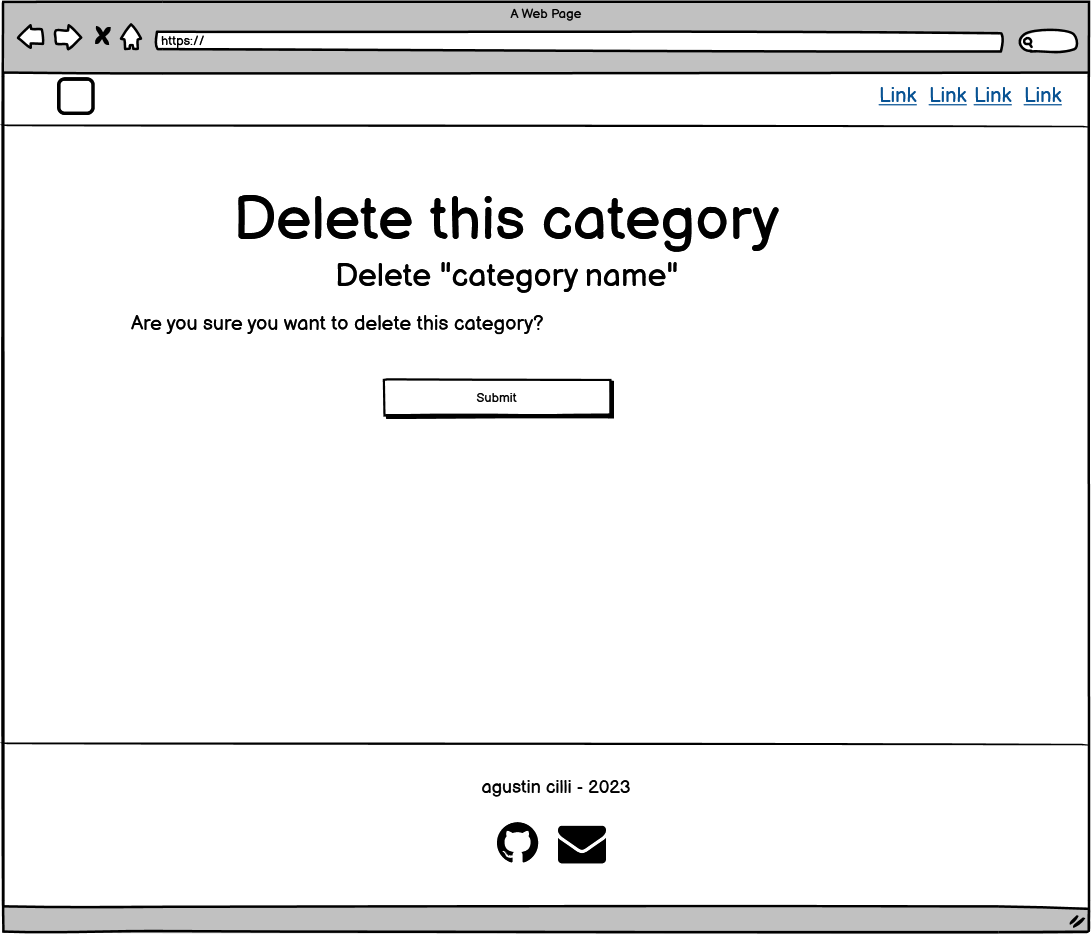 A Web Page
https://
Link Link Link Link
Delete this category
Delete "category name"
Are you sure you want to delete this category?
Submit
agustin cilli - 2023